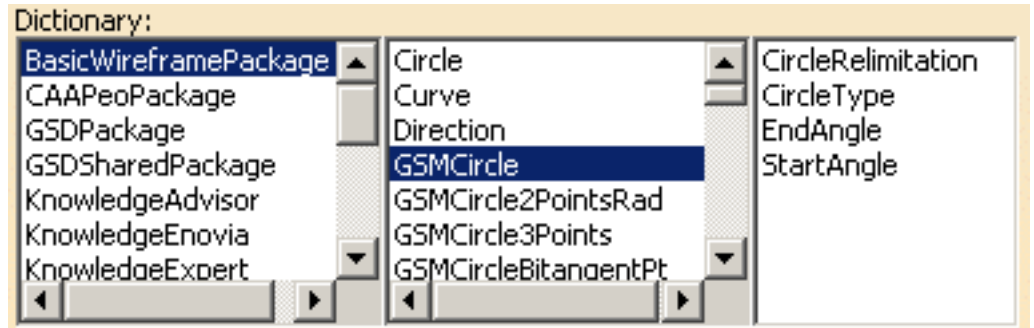 Dictionary:
BasicWireframePackage
CAAPeoPackage
GSDPackage
GSDSharedPackage
KnowledgeAdvisor
KnowledgeEnovia
KnowledgeExpert
Circle
Curve
Direction
GSMCircle
GSMCircle2PointsRad
GSMCircle3Points
GSMCircleBitangentPt
CircleRelimitation
CircleType
EndAngle
StartAngle